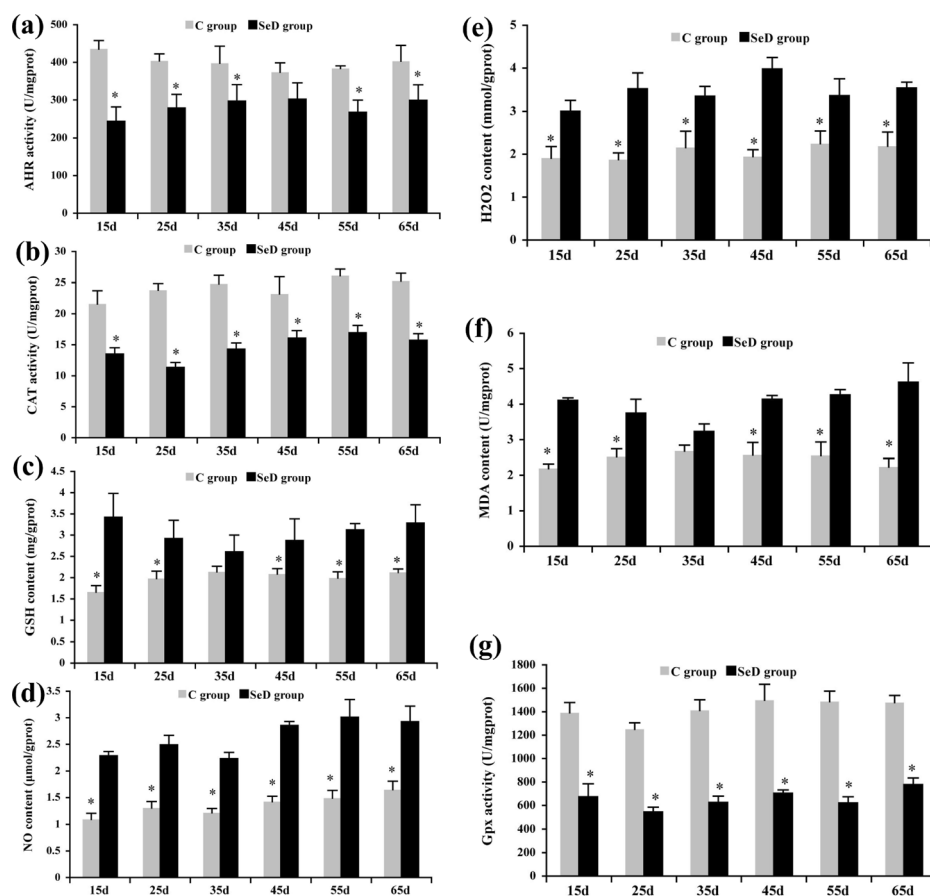 (a)
C group SeD group
AHR activity (U/mgprot)
500
400
300
200
100
0
* * * * *
15d 25d 35d 45d 55d 65d
(b)
CAT activity (U/mgprot)
30
25
20
15
10
5
0
* * * * * *
15d 25d 35d 45d 55d 65d
(c)
C group SeD group
GSH content (mg/gprot)
4.5
4
3.5
3
2.5
2
1.5
1
0.5
0
* * * * *
15d 25d 35d 45d 55d 65d
(d)
C group SeD group
NO content (μmol/gprot)
3.5
3
2.5
2
1.5
1
0.5
0
* * * * * *
15d 25d 35d 45d 55d 65d
(e)
C group SeD group
H2O2 content (mmol/gprot)
5
4
3
2
1
0
* * * * * *
15d 25d 35d 45d 55d 65d
(f)
C group SeD group
MDA content (U/mgprot)
6
5
4
3
2
1
0
* * * * *
15d 25d 35d 45d 55d 65d
(g)
C group SeD group
Gpx activity (U/mgprot)
1800
1600
1400
1200
1000
800
600
400
200
0
* * * * * *
15d 25d 35d 45d 55d 65d